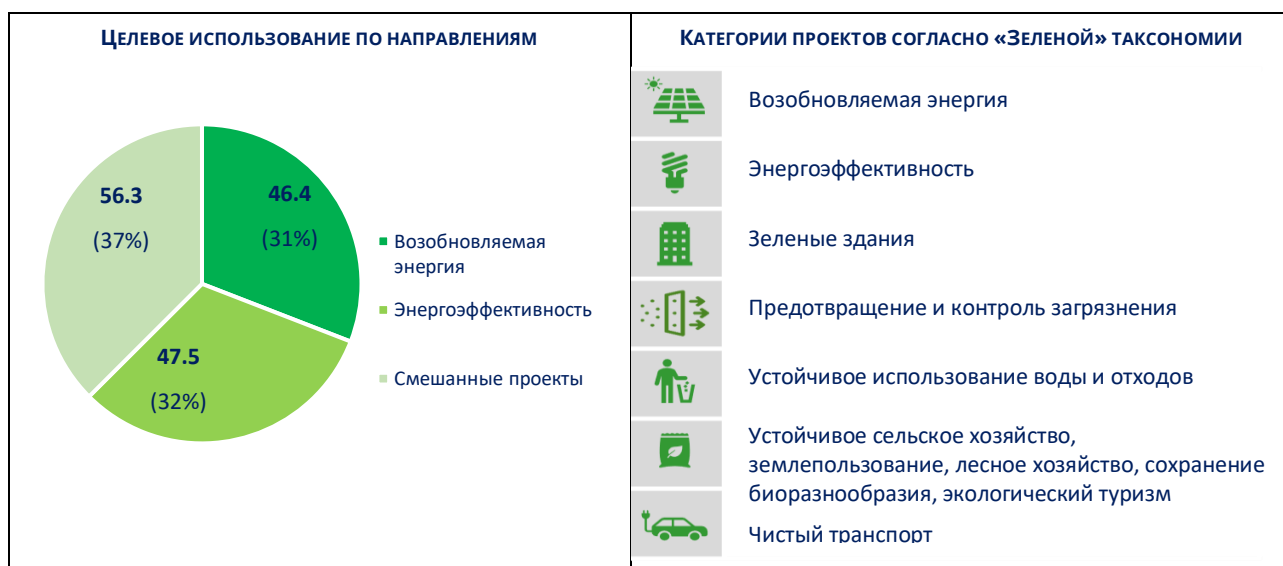 Целевое использование по направлениям
56.3
(37%)
46.4
(31%)
47.5
(32%)
Возобновляемая
энергия
Энергоэффективность
Смешанные проекты
Категории проектов согласно «Зеленой» таксономии
Возобновляемая энергия
Энергоэффективность
Зеленые здания
Предотвращение и контроль загрязнения
Устойчивое использование воды и отходов
Устойчивое сельское хозяйство,
землепользование, лесное хозяйство, сохранение
биоразнообразия, экологический туризм
Чистый транспорт